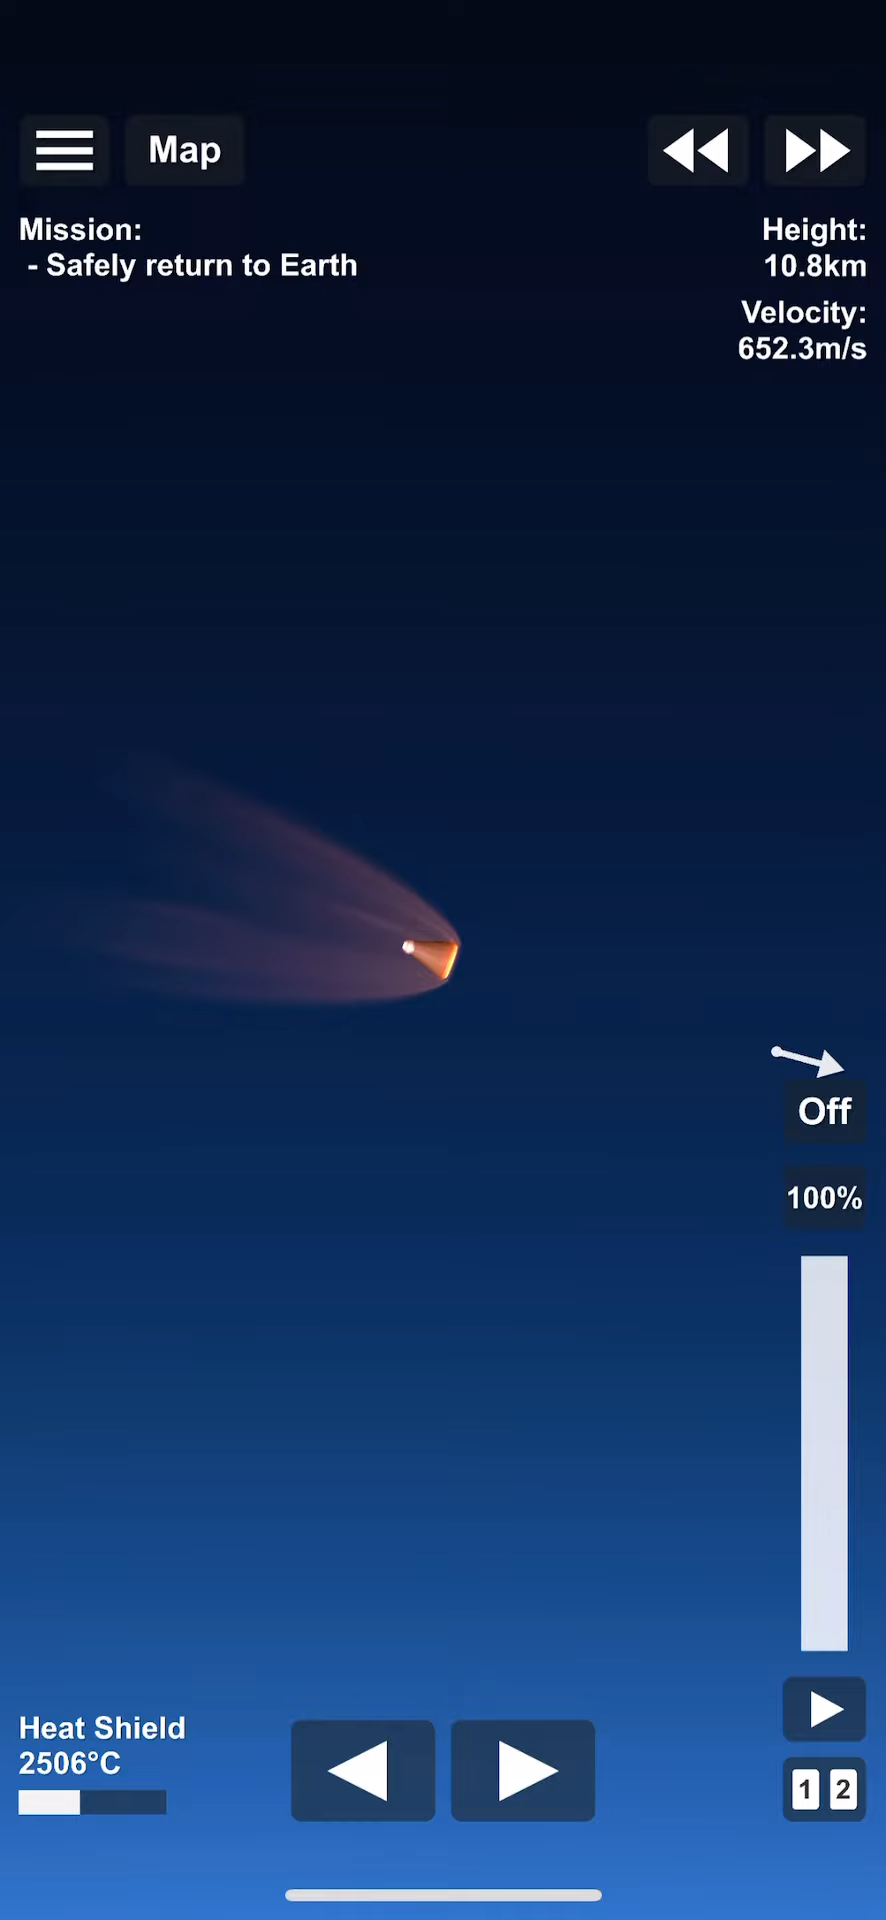 Map
Mission:
- Safely return to Earth
Height:
10.8km
Velocity:
652.3m/s
Off
100%
Heat Shield
2506°C
1 2